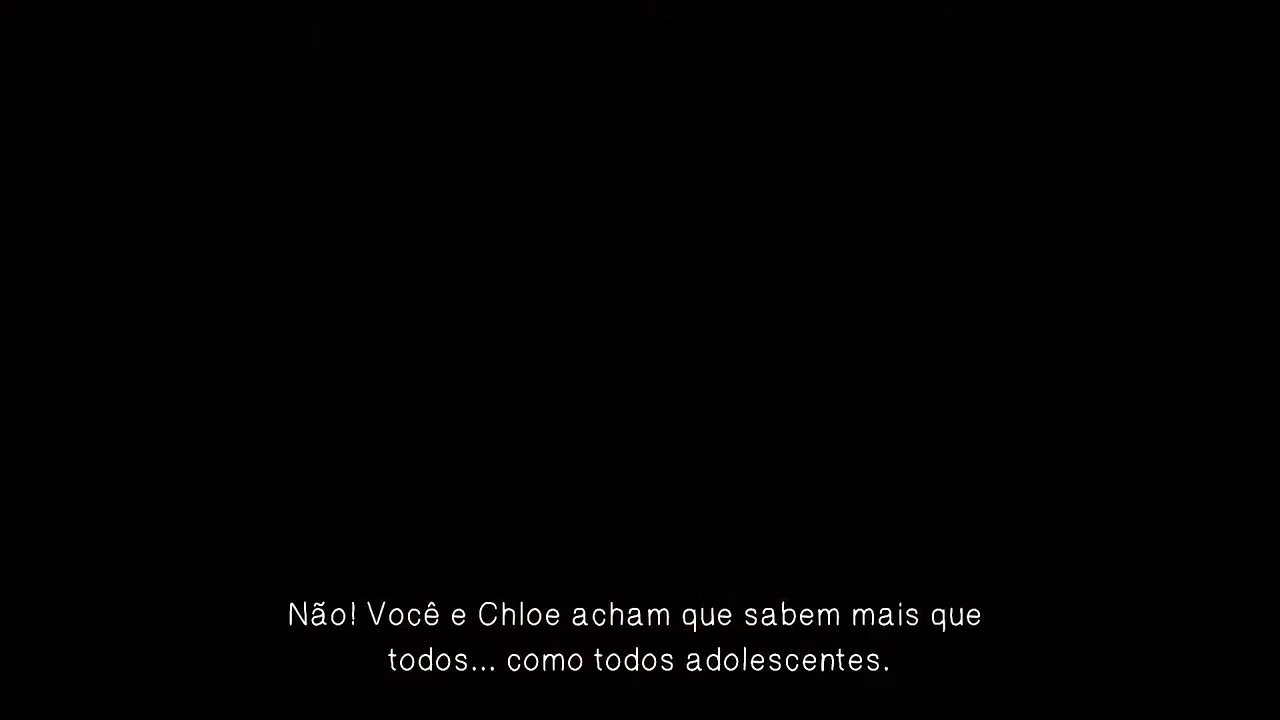 Não! Você e Chloe acham que sabem mais que
todos... como todos adolescentes.